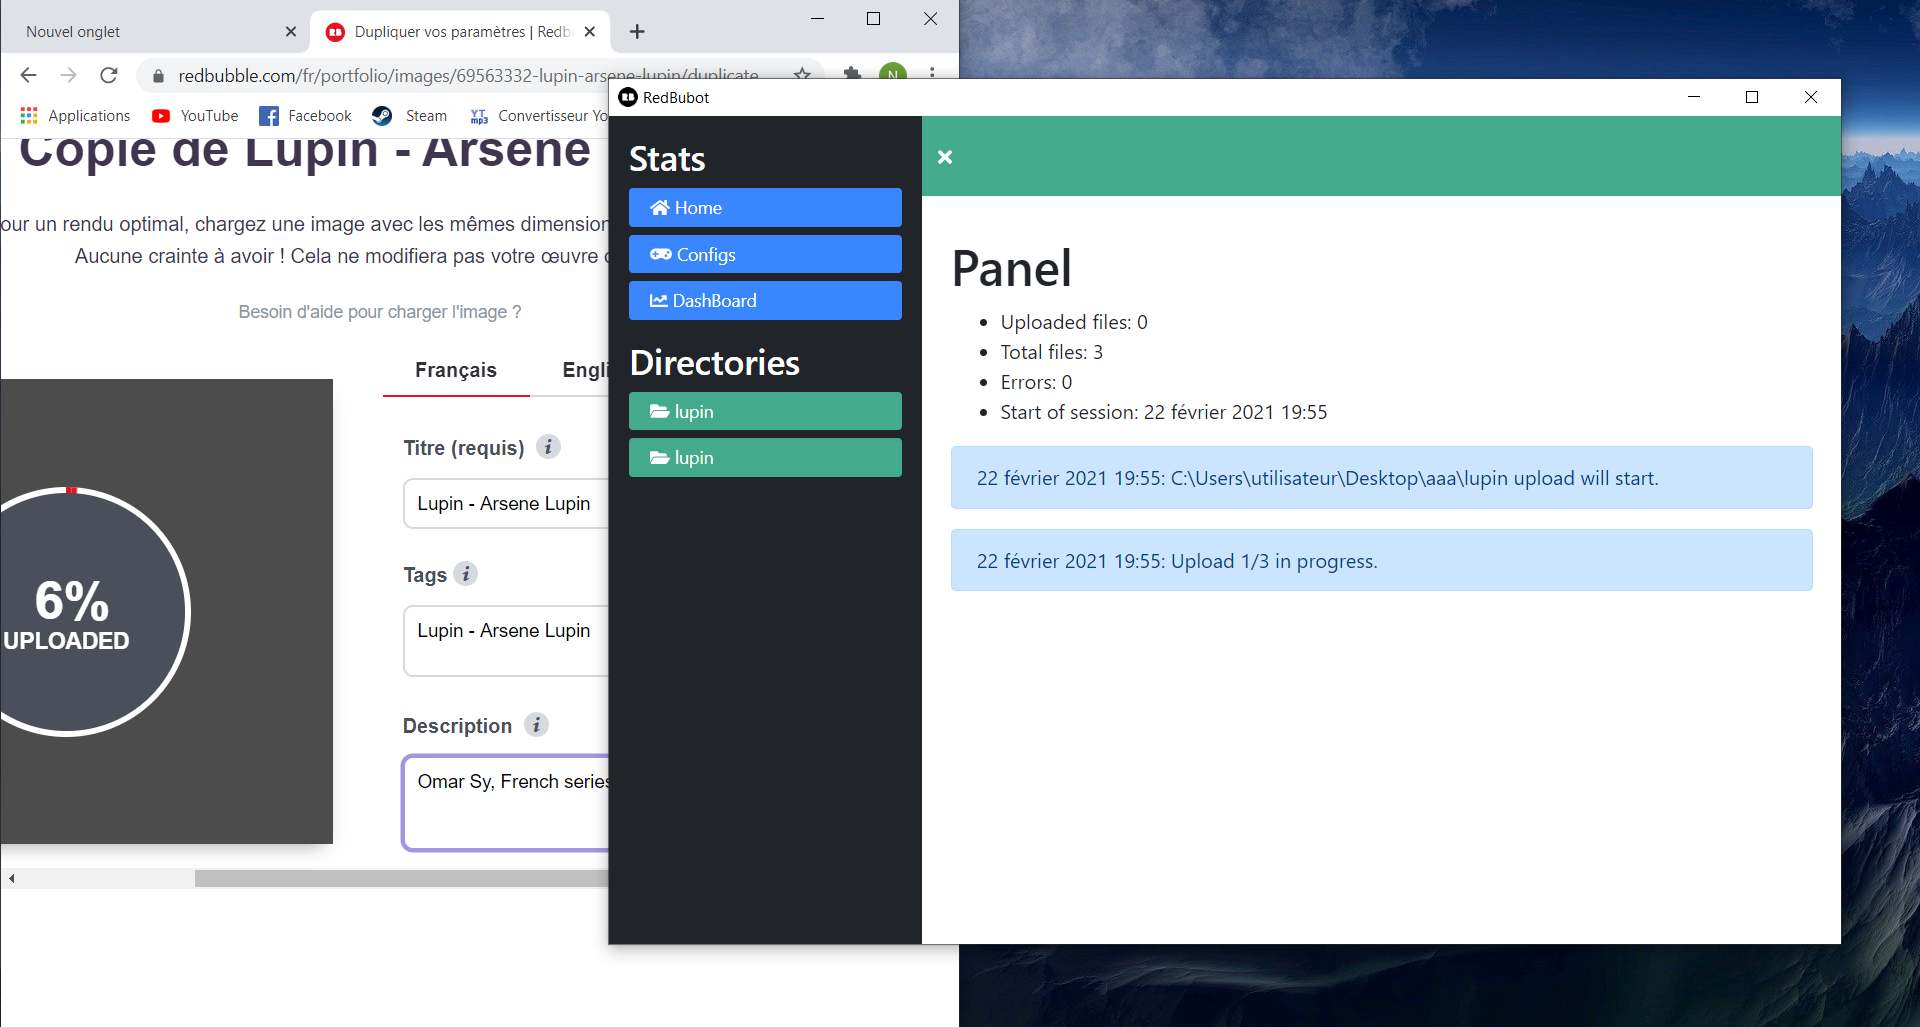 Nouvel onglet
Dupliquer vos paramètres | Redb
redbubble.com/fr/portfolio/images/69563332-lupin-arsene-lupin/duplicate
N
Applications
YouTube
Facebook
Steam
YT mp3
Convertisseur Yo
Copie de Lupin - Arsene
our un rendu optimal, chargez une image avec les mêmes dimension
Aucune crainte à avoir ! Cela ne modifiera pas votre œuvre
Besoin d'aide pour charger l'image ?
Français
Engli
Titre (requis) i
Lupin - Arsene Lupin
Tags i
Lupin - Arsene Lupin
Description i
Omar Sy, French series
6%
UPLOADED
RedBubot
Stats
Home
Configs
DashBoard
Directories
lupin
lupin
Panel
Uploaded files: 0
Total files: 3
Errors: 0
Start of session: 22 février 2021 19:55
22 février 2021 19:55: C:\Users\utilisateur\Desktop\aaa\lupin upload will start.
22 février 2021 19:55: Upload 1/3 in progress.